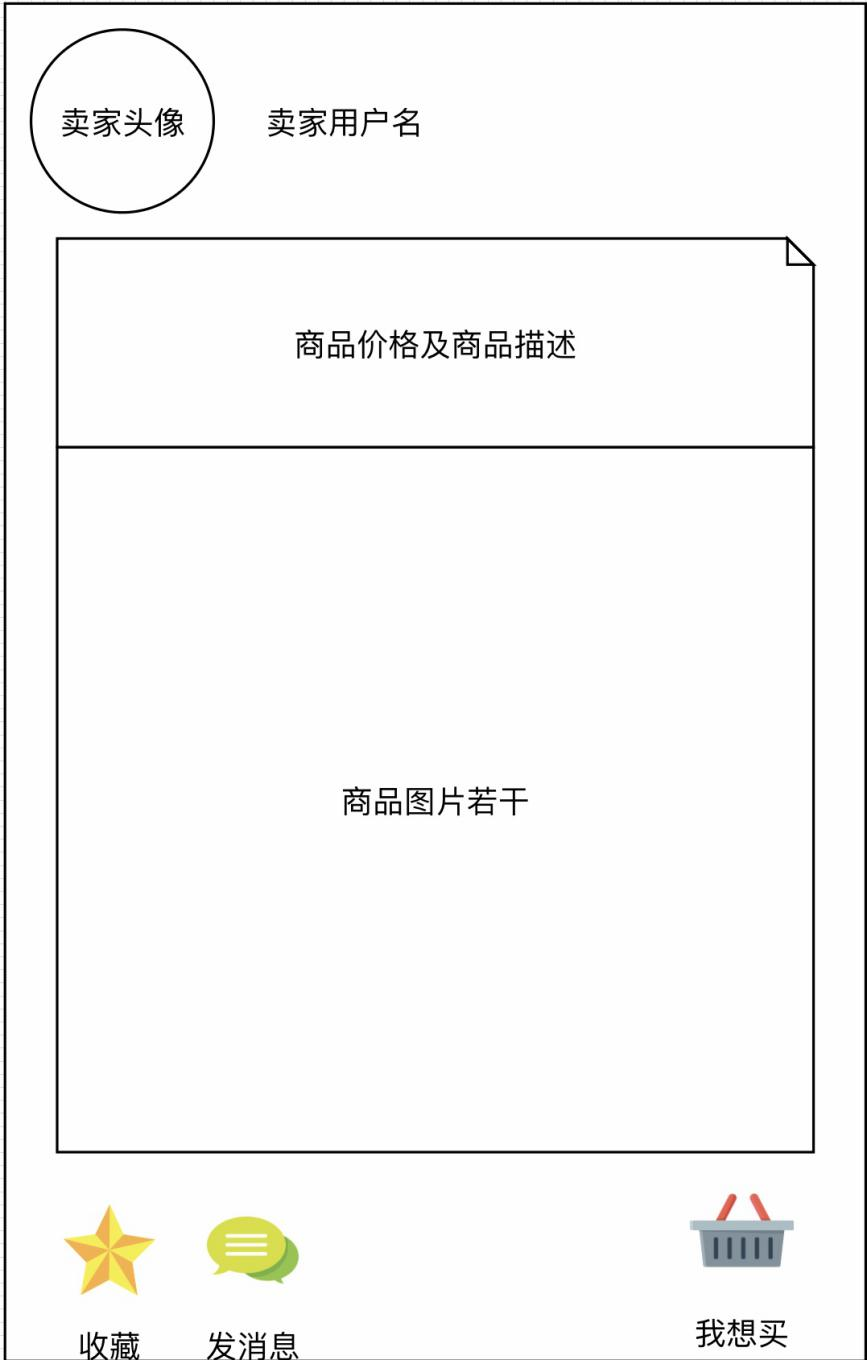 卖家头像
卖家用户名
商品价格及商品描述
商品图片若干
收藏
发消息
我想买